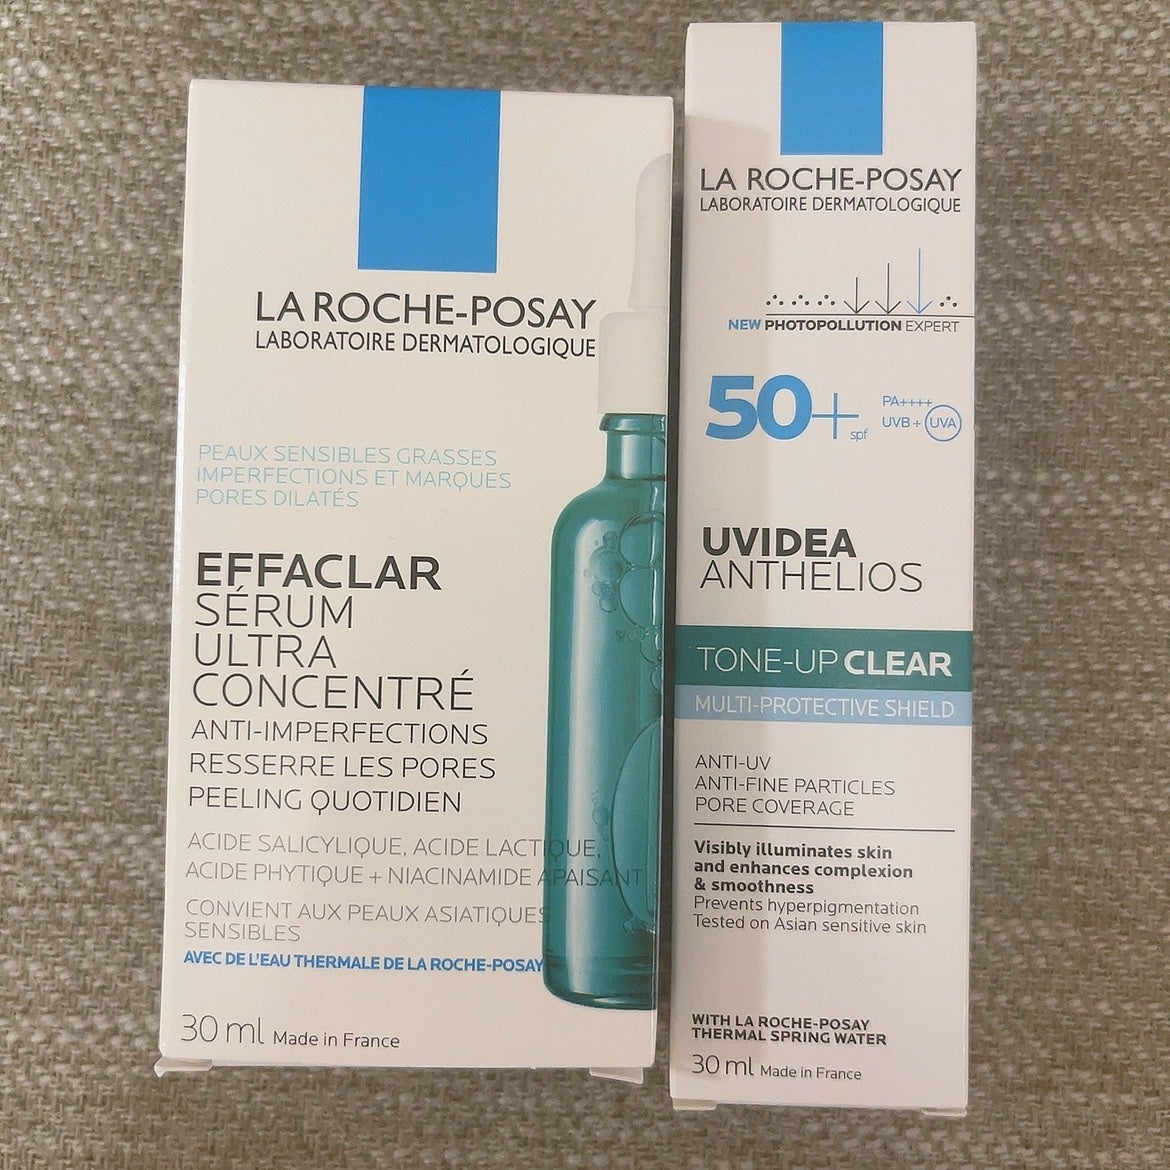 LA ROCHE-POSAY
LABORATOIRE DERMATOLOGIQUE
PEAUX SENSIBLES GRASSES
IMPERFECTIONS ET MARQUES
PORES DILATÉS
EFFACLAR
SÉRUM
ULTRA
CONCENTRÉ
ANTI-IMPERFECTIONS
RESSERRE LES PORES
PEELING QUOTIDIEN
ACIDE SALICYLIQUE, ACIDE LACTIQUE,
ACIDE PHYTIQUE + NIACINAMIDE APAISANT
CONVIENT AUX PEAUX ASIATIQUES
SENSIBLES
AVEC DE L'EAU THERMALE DE LA ROCHE-POSAY
30 ml Made in France
LA ROCHE-POSAY
LABORATOIRE DERMATOLOGIQUE
NEW PHOTOPOLLUTION EXPERT
50+ spf
PA++++
UVB + UVA
UVIDEA
ANTHELIOS
TONE-UP CLEAR
MULTI-PROTECTIVE SHIELD
ANTI-UV
ANTI-FINE PARTICLES
PORE COVERAGE
Visibly illuminates skin
and enhances complexion
& smoothness
Prevents hyperpigmentation
Tested on Asian sensitive skin
WITH LA ROCHE-POSAY
THERMAL SPRING WATER
30 ml Made in France